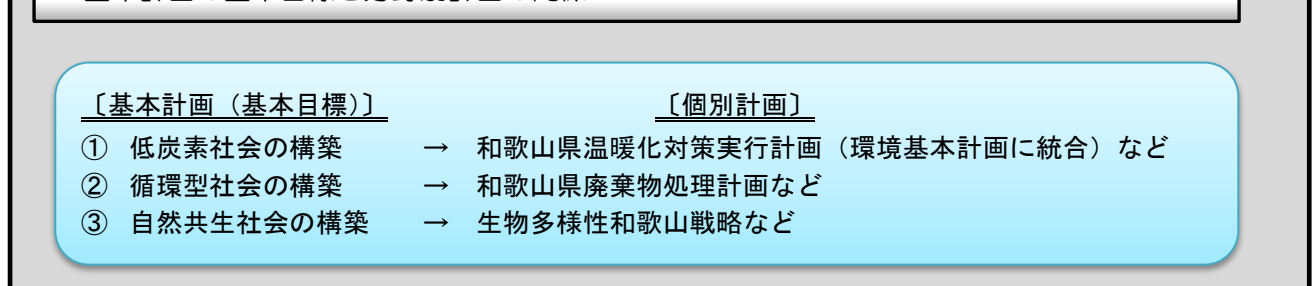 〔基本計画（基本目標）〕 〔個別計画〕
① 低炭素社会の構築 → 和歌山県温暖化対策実行計画（環境基本計画に統合）など
② 循環型社会の構築 → 和歌山県廃棄物処理計画など
③ 自然共生社会の構築 → 生物多様性和歌山戦略など